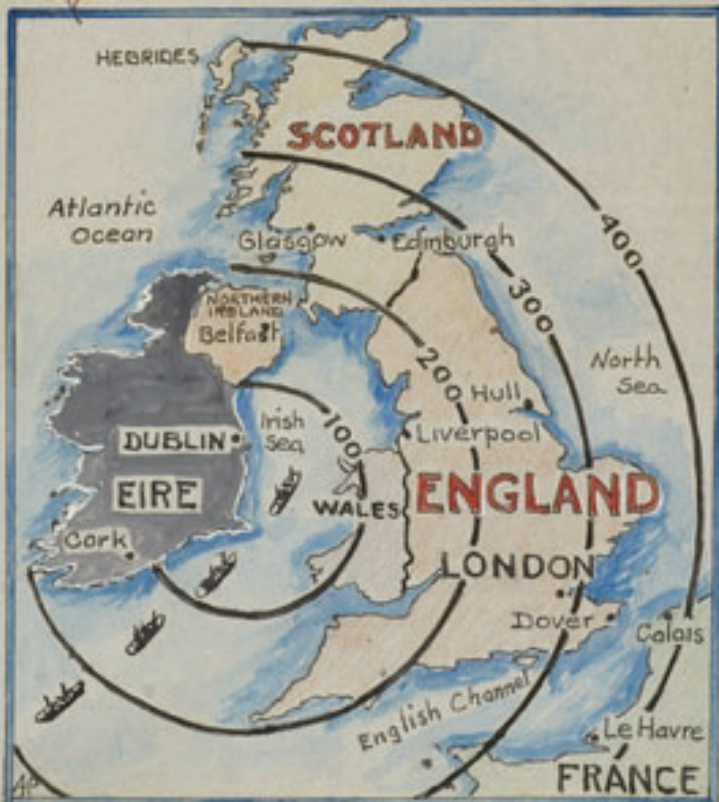 HEBRIDES
SCOTLAND
Atlantic
Ocean
400
Glasgow
Edinburgh
300
NORTHERN
IRELAND
Belfast
200
North
Sea
Hull
Irish
Sea
100
DUBLIN
Liverpool
EIRE
WALES
ENGLAND
Cork
LONDON
Dover
Calais
English Channel
Le Havre
FRANCE
AP